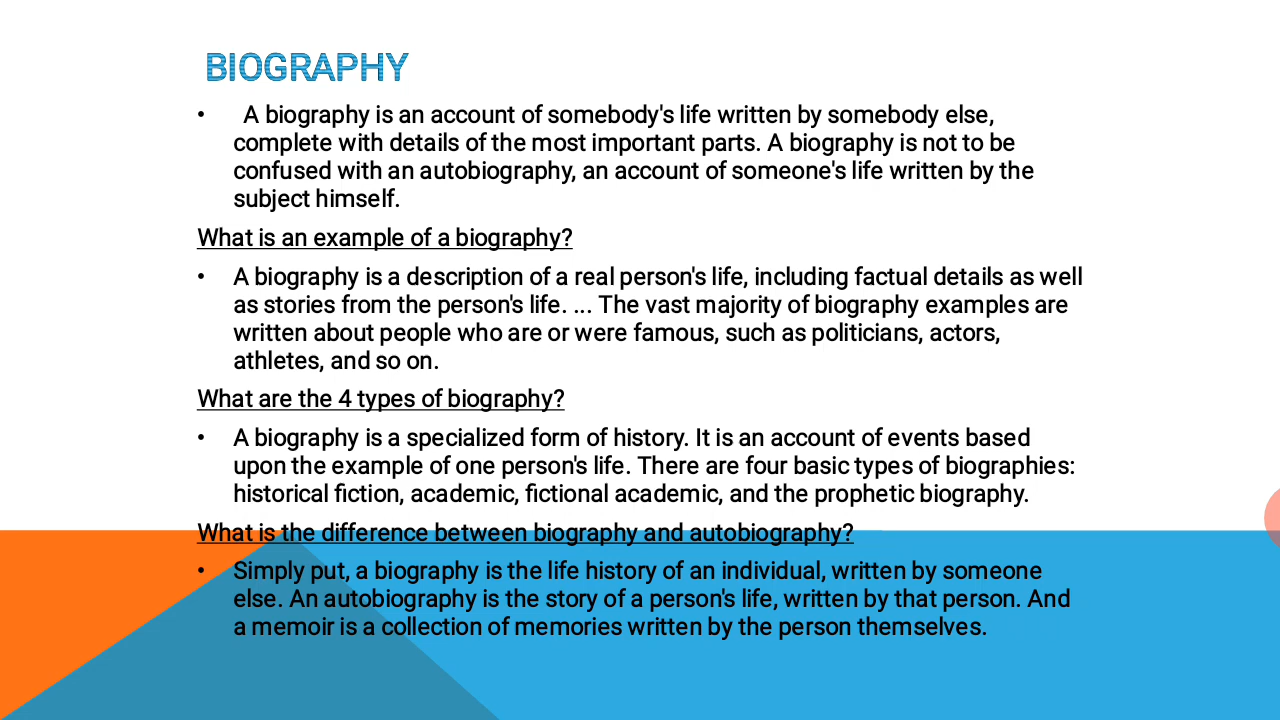 BIOGRAPHY
• A biography is an account of somebody's life written by somebody else,
complete with details of the most important parts. A biography is not to be
confused with an autobiography, an account of someone's life written by the
subject himself.
What is an example of a biography?
• A biography is a description of a real person's life, including factual details as well
as stories from the person's life. ... The vast majority of biography examples are
written about people who are or were famous, such as politicians, actors,
athletes, and so on.
What are the 4 types of biography?
• A biography is a specialized form of history. It is an account of events based
upon the example of one person's life. There are four basic types of biographies:
historical fiction, academic, fictional academic, and the prophetic biography.
What is the difference between biography and autobiography?
• Simply put, a biography is the life history of an individual, written by someone
else. An autobiography is the story of a person's life, written by that person. And
a memoir is a collection of memories written by the person themselves.